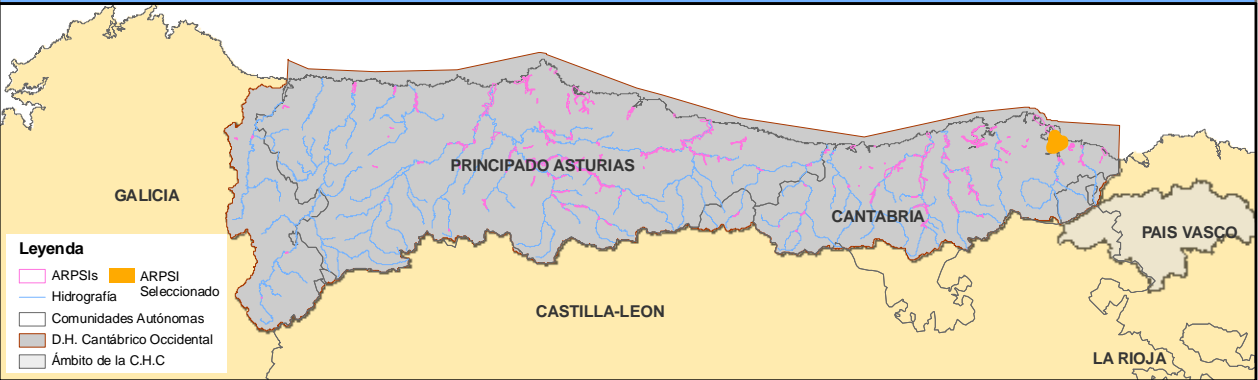 PRINCIPADO ASTURIAS
GALICIA
CANTABRIA
PAIS VASCO
CASTILLA-LEON
LA RIOJA
Leyenda
ARPSIs
ARPSI
Seleccionado
Hidrografía
Comunidades Autónomas
D.H. Cantábrico Occidental
Ámbito de la C.H.C